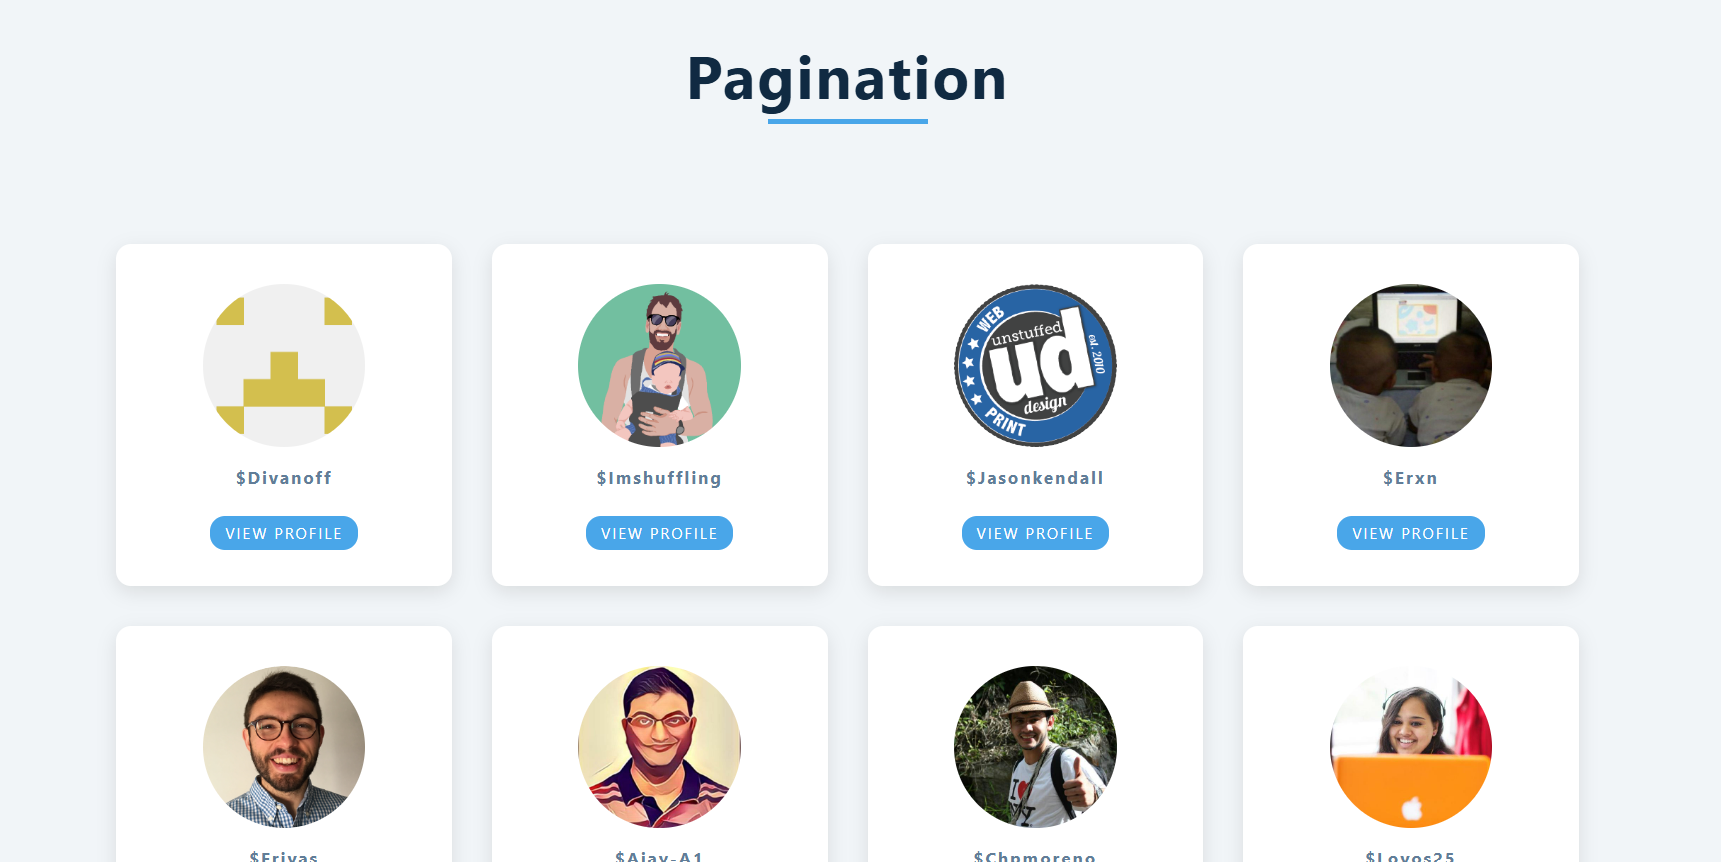 Pagination
WEB
unstuffed
ud
design
est. 2010
PRINT
$Divanoff
$Imshuffling
$Jasonkendall
$Erxn
VIEW PROFILE
VIEW PROFILE
VIEW PROFILE
VIEW PROFILE
I
$Erivas
$Ajay-A1
$Chnmoreno
$Lovos25